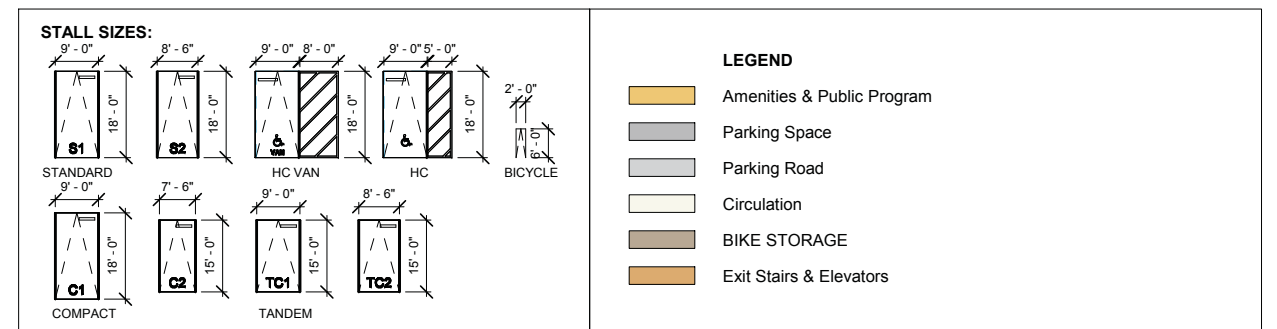 STALL SIZES:
9' - 0" 8' - 6" 9' - 0" 8' - 0" 9' - 0" 5' - 0"
2' - 0"
18' - 0" 18' - 0" 18' - 0" 18' - 0" 6' - 0"
S1 S2 VAN
STANDARD HC VAN HC BICYCLE
9' - 0" 7' - 6" 9' - 0" 8' - 6"
18' - 0" 15' - 0" 15' - 0" 15' - 0"
C1 C2 TC1 TC2
COMPACT TANDEM
LEGEND
Amenities & Public Program
Parking Space
Parking Road
Circulation
BIKE STORAGE
Exit Stairs & Elevators